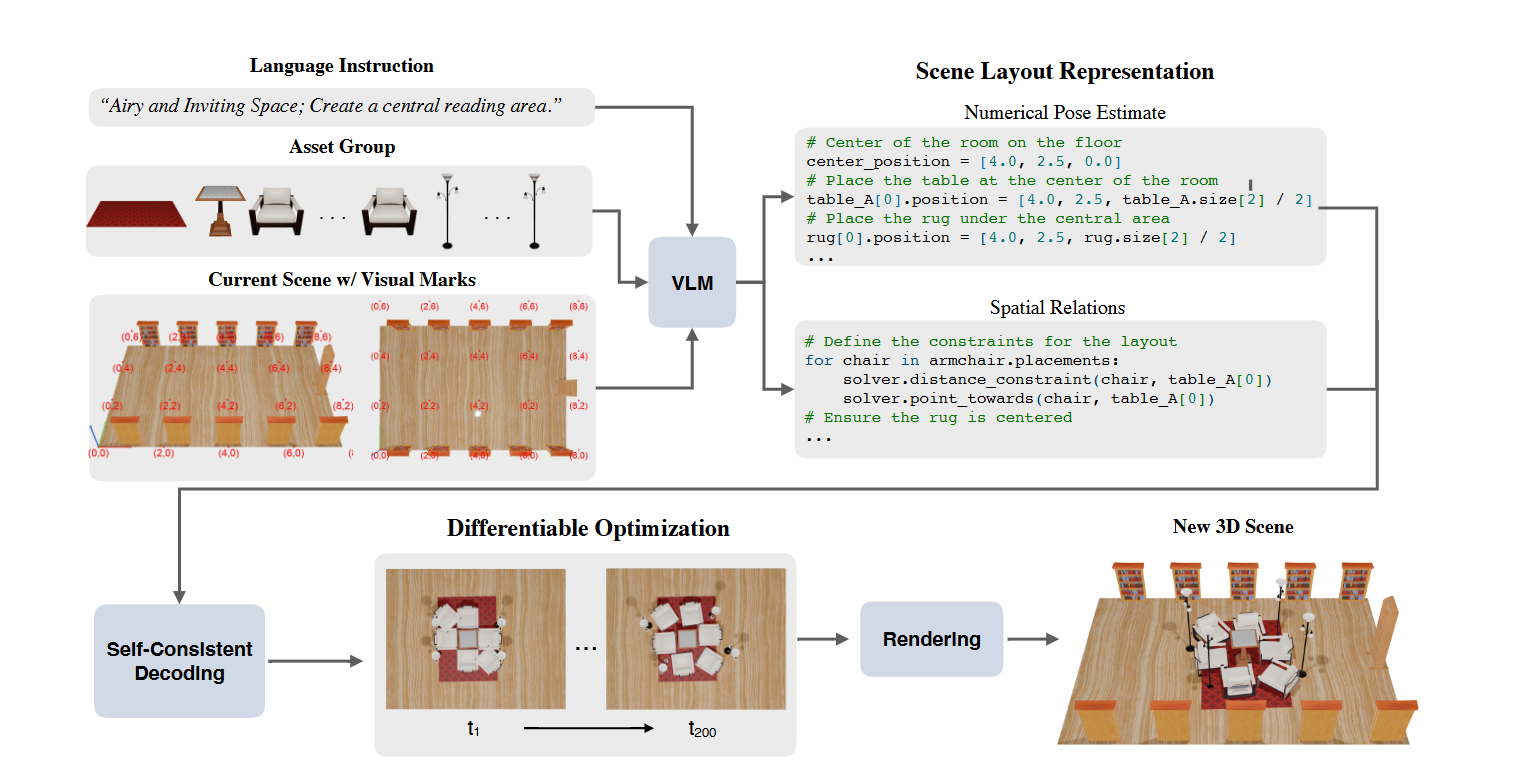 Language Instruction
“Airy and Inviting Space; Create a central reading area.”
Asset Group
. . .
. . .
Current Scene w/ Visual Marks
(0,6) (2,6) (4,6) (6,6) (8,6)
(0,4) (2,4) (4,4) (6,4) (8,4)
(0,2) (2,2) (4,2) (6,2) (8,2)
(0,0) (2,0) (4,0) (6,0)
(0,6) (2,6) (4,6) (6,6) (8,6)
(0,4) (2,4) (4,4) (6,4) (8,4)
(0,2) (2,2) (4,2) (6,2) (8,2)
(0,0) (2,0) (4,0) (6,0) (8,0)
VLM
Scene Layout Representation
Numerical Pose Estimate
# Center of the room on the floor
center_position = [4.0, 2.5, 0.0]
# Place the table at the center of the room
table_A[0].position = [4.0, 2.5, table_A.size[2] / 2]
# Place the rug under the central area
rug[0].position = [4.0, 2.5, rug.size[2] / 2]
...
Spatial Relations
# Define the constraints for the layout
for chair in armchair.placements:
    solver.distance_constraint(chair, table_A[0])
    solver.point_towards(chair, table_A[0])
# Ensure the rug is centered
...
Self-Consistent
Decoding
Differentiable Optimization
...
t1
t200
Rendering
New 3D Scene